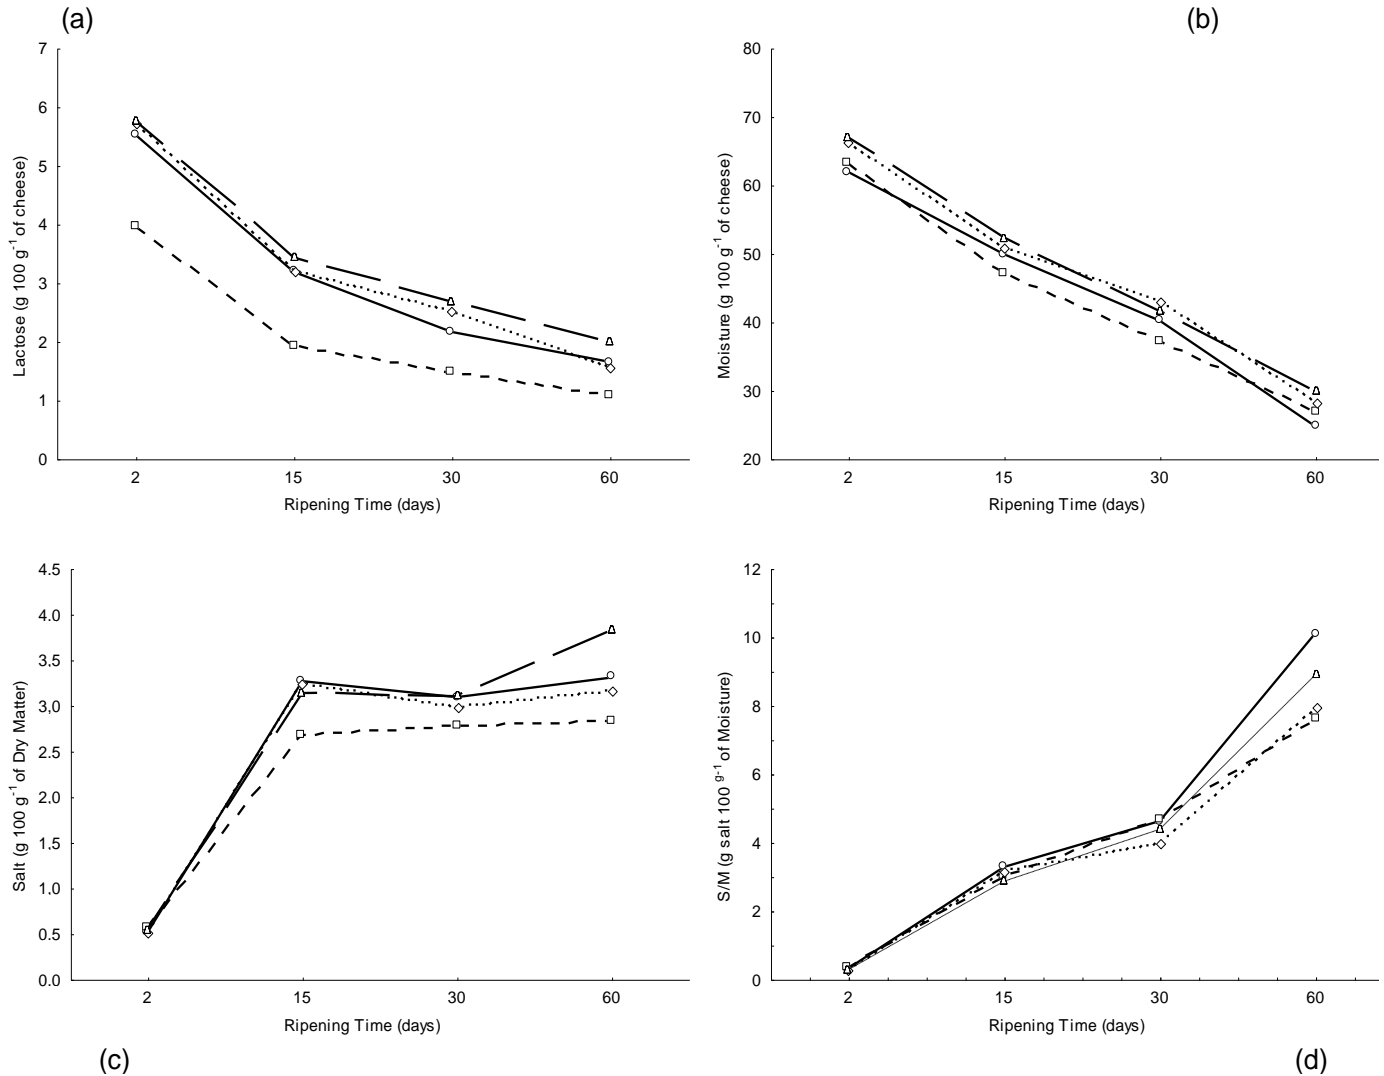 (a)
(b)
7
6
5
4
3
2
1
0
Lactose (g 100 g-1 of cheese)
2 15 30 60
Ripening Time (days)
80
70
60
50
40
30
20
Moisture (g 100 g-1 of cheese)
2 15 30 60
Ripening Time (days)
4.5
4.0
3.5
3.0
2.5
2.0
1.5
1.0
0.5
0.0
Salt (g 100 g-1 of Dry Matter)
2 15 30 60
Ripening Time (days)
12
10
8
6
4
2
0
S/M (g salt 100 g-1 of Moisture)
2 15 30 60
Ripening Time (days)
(c)
(d)